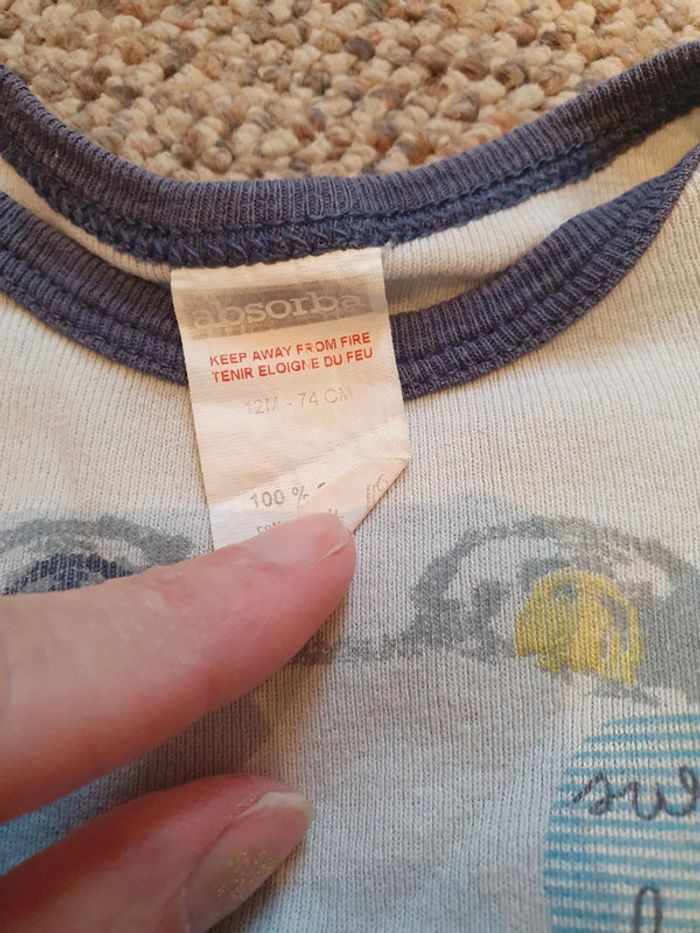 absorba
KEEP AWAY FROM FIRE
TENIR ELOIGNE DU FEU
12M - 74 CM
100 %